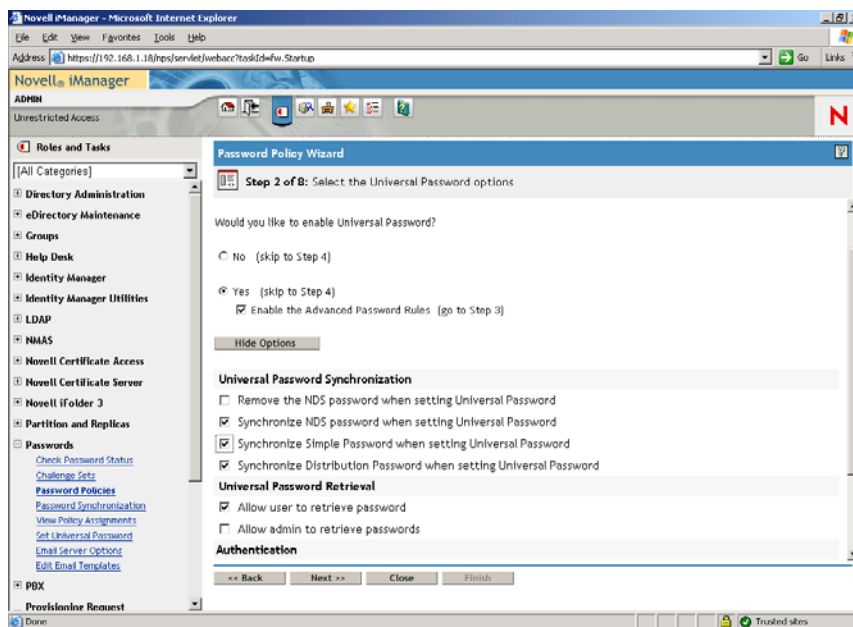 Novell iManager - Microsoft Internet Explorer
File Edit View Favorites Tools Help
Address https://192.168.1.18/nps/servlet/webacc?taskId=fw.Startup Go Links
Novell® iManager
ADMIN
Unrestricted Access
N
Roles and Tasks
[All Categories]
Directory Administration
eDirectory Maintenance
Groups
Help Desk
Identity Manager
Identity Manager Utilities
LDAP
NMAS
Novell Certificate Access
Novell Certificate Server
Novell iFolder 3
Partition and Replicas
Passwords
Check Password Status
Challenge Sets
Password Policies
Password Synchronization
View Policy Assignments
Set Universal Password
Email Server Options
Edit Email Templates
PBX
Provisioning Request
Password Policy Wizard
?
Step 2 of 8: Select the Universal Password options
Would you like to enable Universal Password?
No (skip to Step 4)
Yes (skip to Step 4)
Enable the Advanced Password Rules (go to Step 3)
Hide Options
Universal Password Synchronization
Remove the NDS password when setting Universal Password
Synchronize NDS password when setting Universal Password
Synchronize Simple Password when setting Universal Password
Synchronize Distribution Password when setting Universal Password
Universal Password Retrieval
Allow user to retrieve password
Allow admin to retrieve passwords
Authentication
<< Back Next >> Close Finish
Done Trusted sites